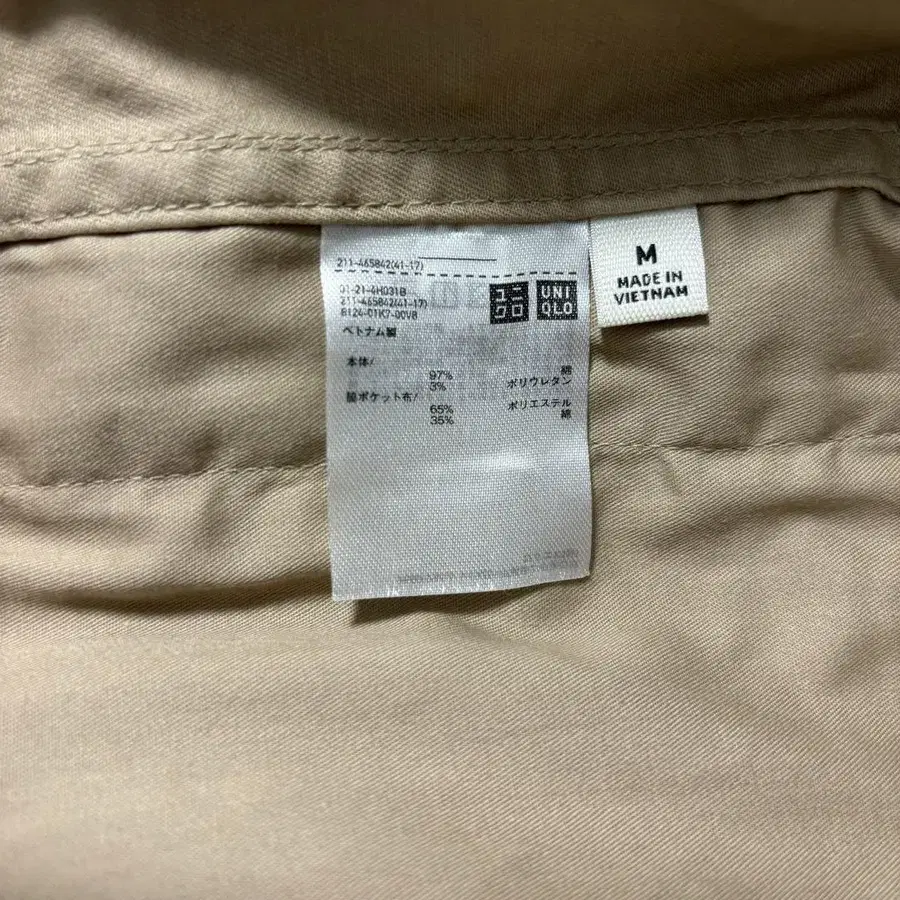 211-465842(41-17)
01-21-4H031B
211-465842(41-17)
8124-01K7-00V8
ベトナム製
ユニ
クロ
UNI
QLO
本体/
97% 綿
3% ポリウレタン
脇ポケット布/
65% ポリエステル
35% 綿
M
MADE IN
VIETNAM